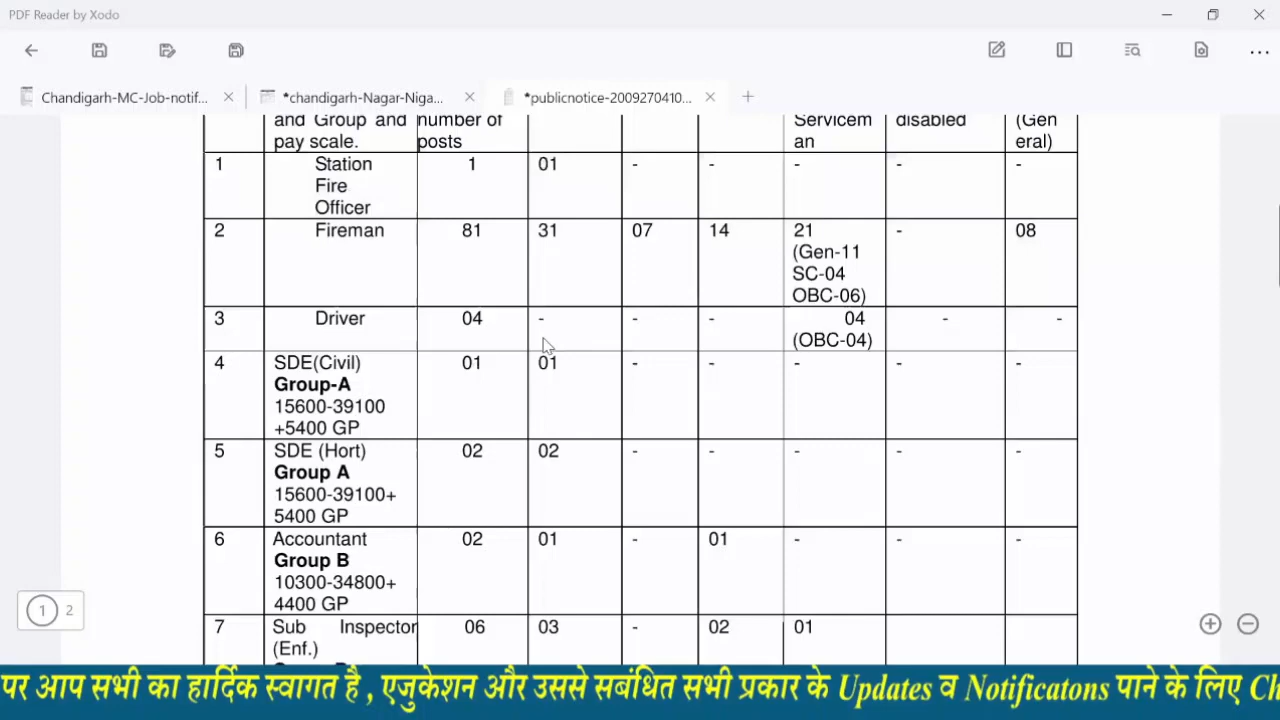 PDF Reader by Xodo
Chandigarh-MC-Job-notif... *chandigarh-Nagar-Niga... *publicnotice-2009270410...
and Group and number of Servicem disabled (Gen
pay scale. posts an eral)
1 Station 1 01 - - - - -
Fire
Officer
2 Fireman 81 31 07 14 21 - 08
(Gen-11
SC-04
OBC-06)
3 Driver 04 - - - 04 - -
(OBC-04)
4 SDE(Civil) 01 01 - - - - -
Group-A
15600-39100
+5400 GP
5 SDE (Hort) 02 02 - - - - -
Group A
15600-39100+
5400 GP
6 Accountant 02 01 - 01 - - -
Group B
10300-34800+
4400 GP
7 Sub Inspector 06 03 - 02 01
(Enf.)
1 2
पर आप सभी का हार्दिक स्वागत है , एजुकेशन और उससे सबंधित सभी प्रकार के Updates व Notificatons पाने के लिए Ch